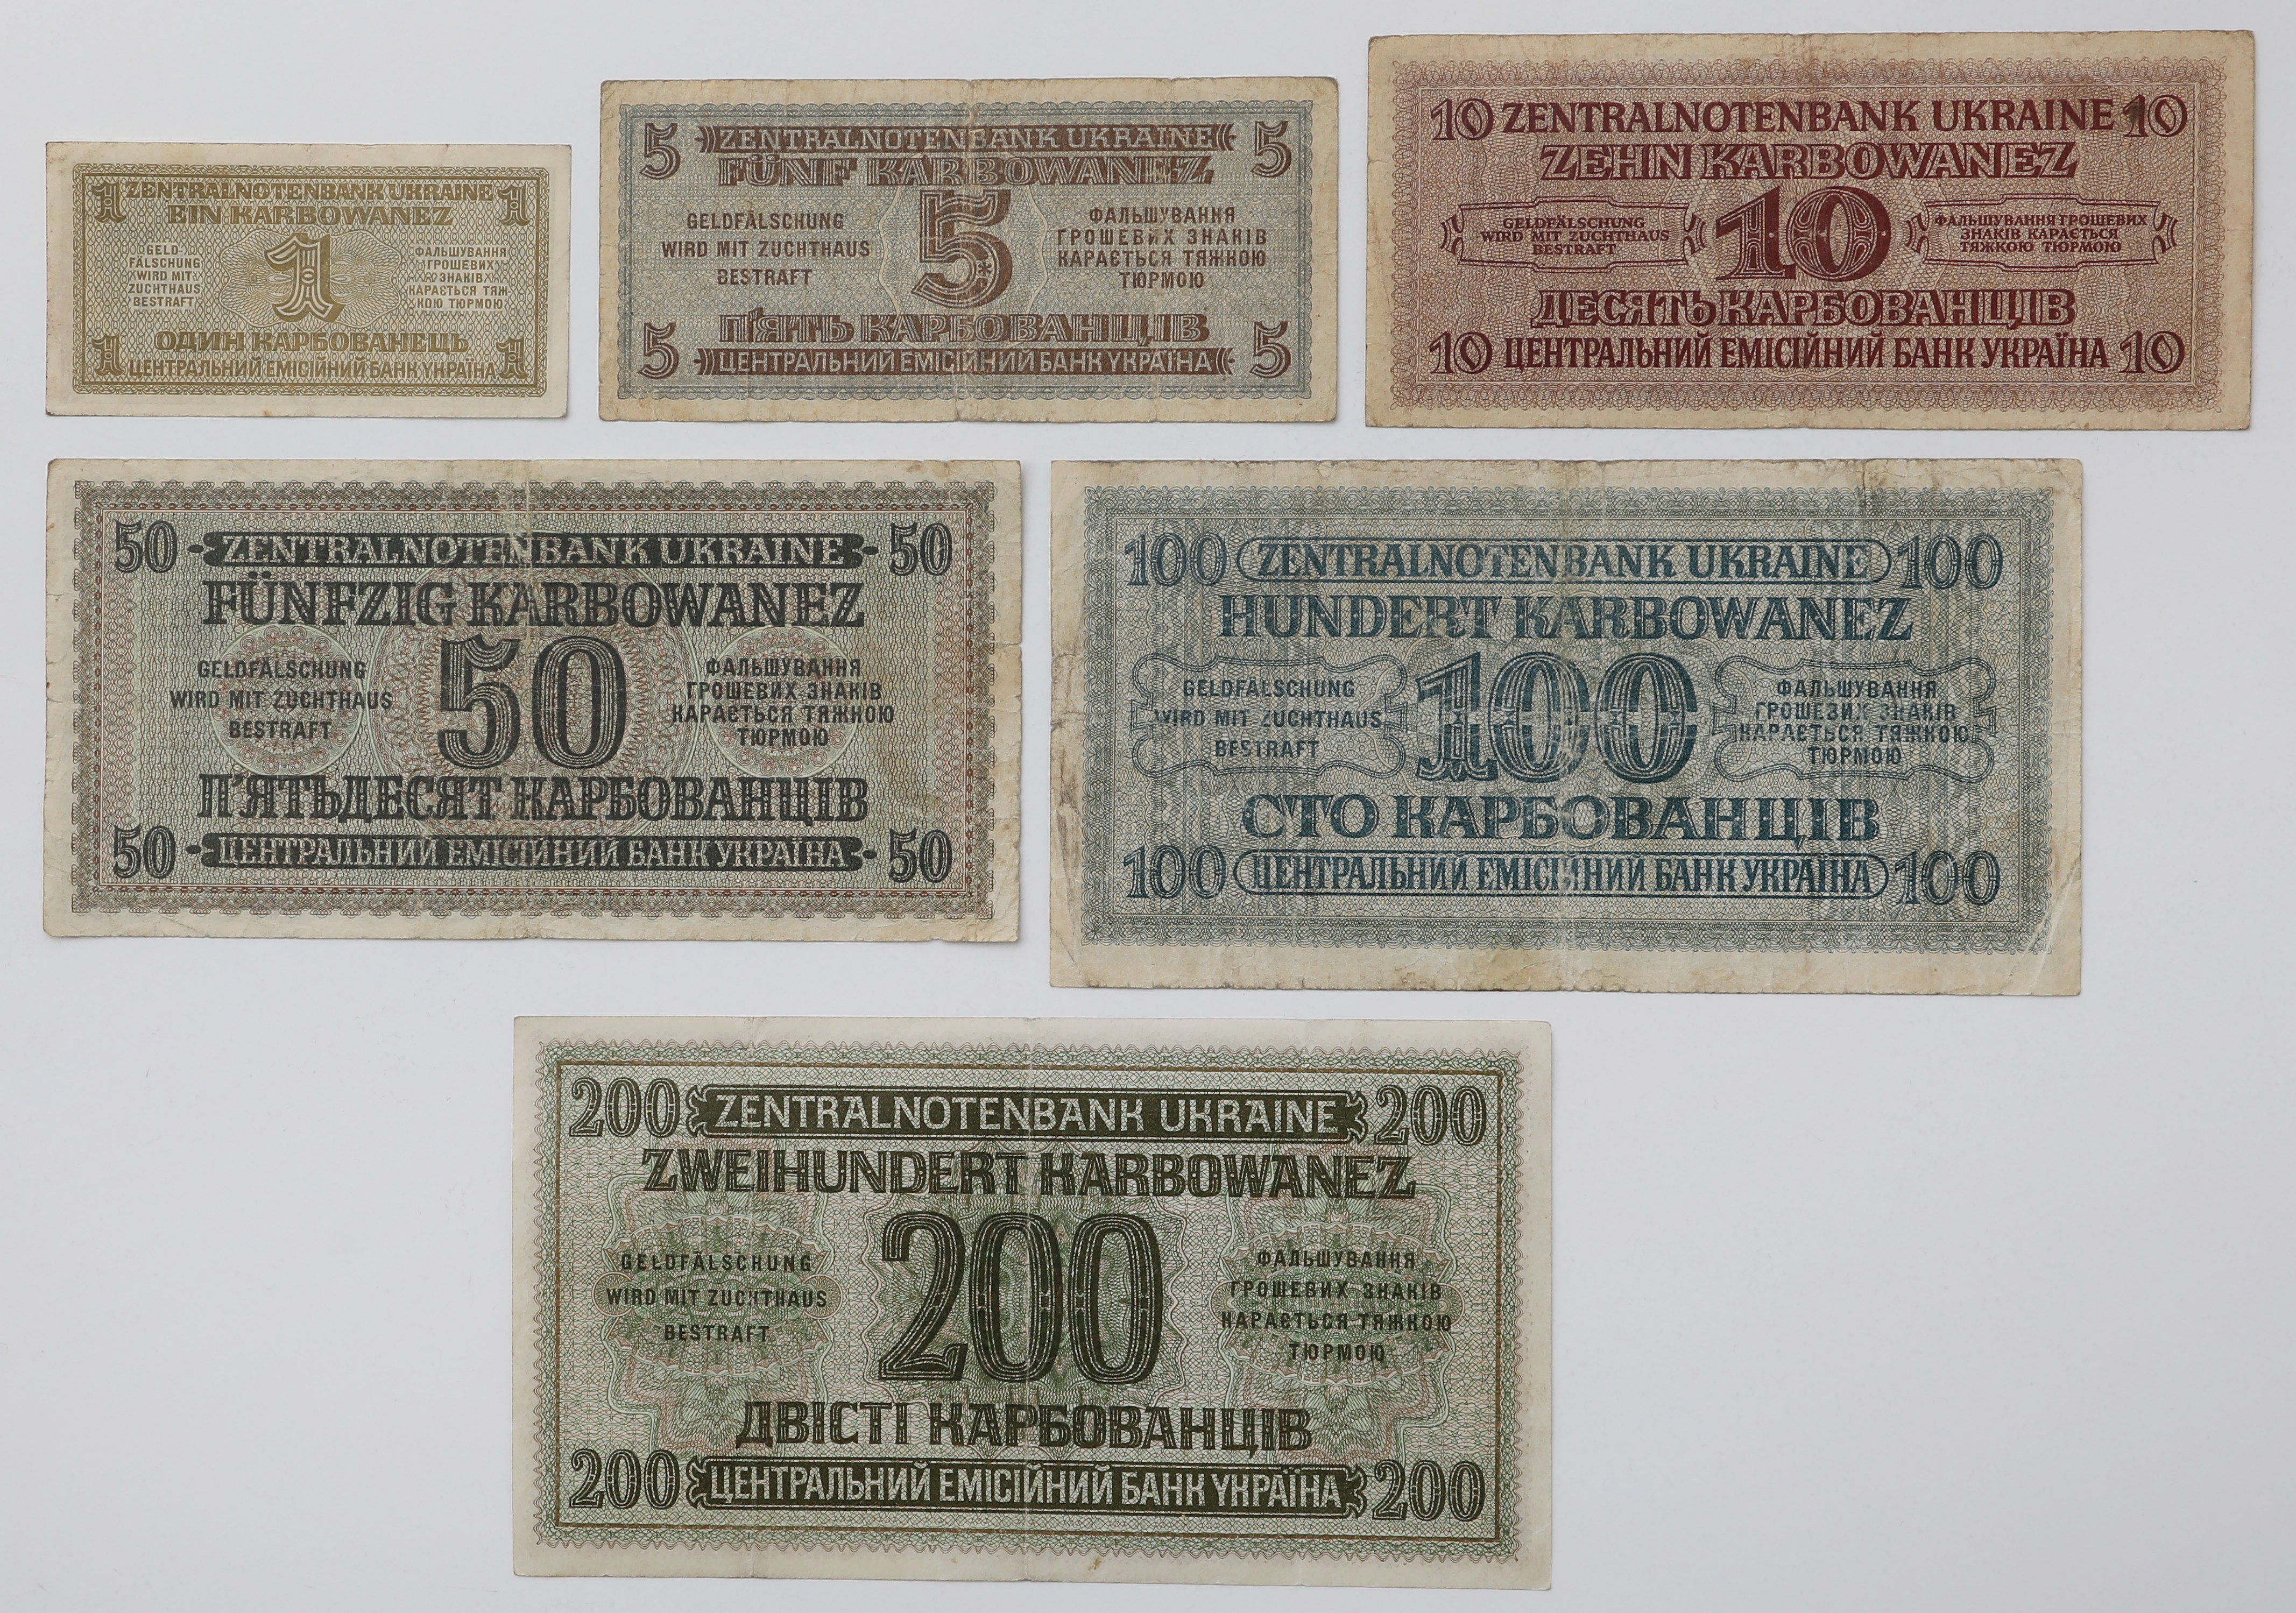 1 ZENTRALNOTENBANK UKRAINE 1
EIN KARBOWANEZ
GELD-
FÄLSCHUNG
WIRD MIT
ZUCHTHAUS
BESTRAFT
1
ФАЛЬШУВАННЯ
ГРОШЕВИХ
ЗНАКІВ
КАРАЄТЬСЯ ТЯЖ-
КОЮ ТЮРМОЮ
ОДИН КАРБОВАНЕЦЬ
1 ЦЕНТРАЛЬНИЙ ЕМІСІЙНИЙ БАНК УКРАЇНА 1
5 ZENTRALNOTENBANK UKRAINE 5
FÜNF KARBOWANEZ
GELDFÄLSCHUNG
WIRD MIT ZUCHTHAUS
BESTRAFT
5
ФАЛЬШУВАННЯ
ГРОШЕВИХ ЗНАКІВ
КАРАЄТЬСЯ ТЯЖКОЮ
ТЮРМОЮ
П'ЯТЬ КАРБОВАНЦІВ
5 ЦЕНТРАЛЬНИЙ ЕМІСІЙНИЙ БАНК УКРАЇНА 5
10 ZENTRALNOTENBANK UKRAINE 10
ZEHN KARBOWANEZ
GELDFÄLSCHUNG
WIRD MIT ZUCHTHAUS
BESTRAFT
10
ФАЛЬШУВАННЯ ГРОШЕВИХ
ЗНАКІВ КАРАЄТЬСЯ
ТЯЖКОЮ ТЮРМОЮ
ДЕСЯТЬ КАРБОВАНЦІВ
10 ЦЕНТРАЛЬНИЙ ЕМІСІЙНИЙ БАНК УКРАЇНА 10
50 - ZENTRALNOTENBANK UKRAINE - 50
FÜNFZIG KARBOWANEZ
GELDFÄLSCHUNG
WIRD MIT ZUCHTHAUS
BESTRAFT
50
ФАЛЬШУВАННЯ
ГРОШЕВИХ ЗНАКІВ
КАРАЄТЬСЯ ТЯЖКОЮ
ТЮРМОЮ
П'ЯТЬДЕСЯТ КАРБОВАНЦІВ
50 - ЦЕНТРАЛЬНИЙ ЕМІСІЙНИЙ БАНК УКРАЇНА - 50
100 ZENTRALNOTENBANK UKRAINE 100
HUNDERT KARBOWANEZ
GELDFÄLSCHUNG
WIRD MIT ZUCHTHAUS
BESTRAFT
100
ФАЛЬШУВАННЯ
ГРОШЕВИХ ЗНАКІВ
КАРАЄТЬСЯ ТЯЖКОЮ
ТЮРМОЮ
СТО КАРБОВАНЦІВ
100 ЦЕНТРАЛЬНИЙ ЕМІСІЙНИЙ БАНК УКРАЇНА 100
200 ZENTRALNOTENBANK UKRAINE 200
ZWEIHUNDERT KARBOWANEZ
GELDFÄLSCHUNG
WIRD MIT ZUCHTHAUS
BESTRAFT
200
ФАЛЬШУВАННЯ
ГРОШЕВИХ ЗНАКІВ
КАРАЄТЬСЯ ТЯЖКОЮ
ТЮРМОЮ
ДВІСТІ КАРБОВАНЦІВ
200 ЦЕНТРАЛЬНИЙ ЕМІСІЙНИЙ БАНК УКРАЇНА 200